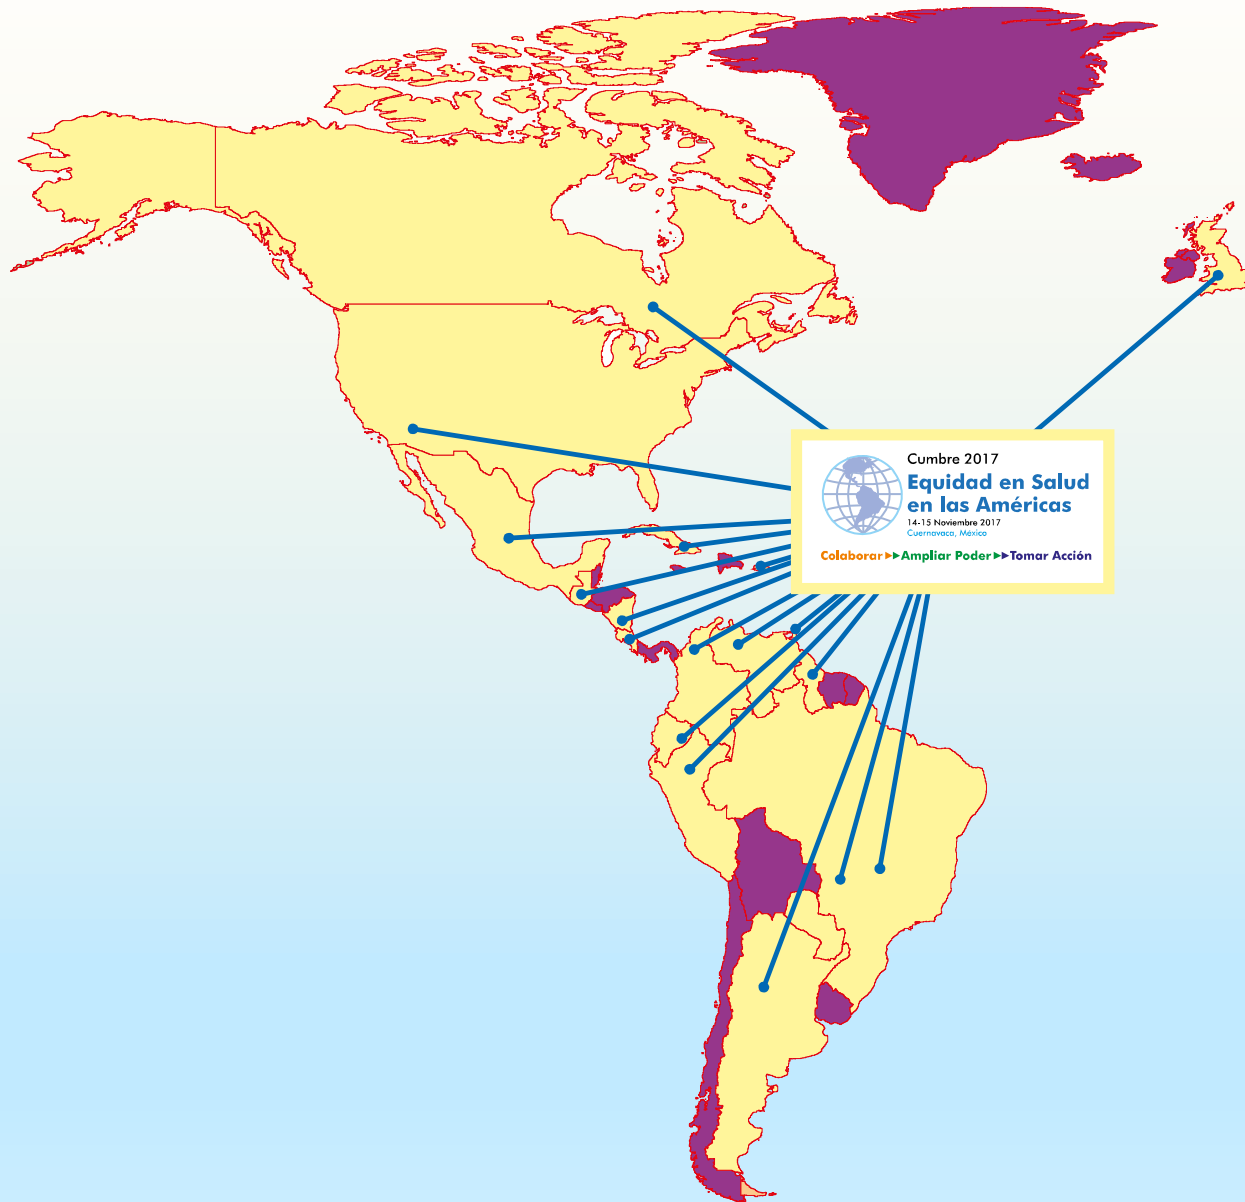 Cumbre 2017
Equidad en Salud
en las Américas
14-15 Noviembre 2017
Cuernavaca, México
Colaborar ▶▶ Ampliar Poder ▶▶ Tomar Acción